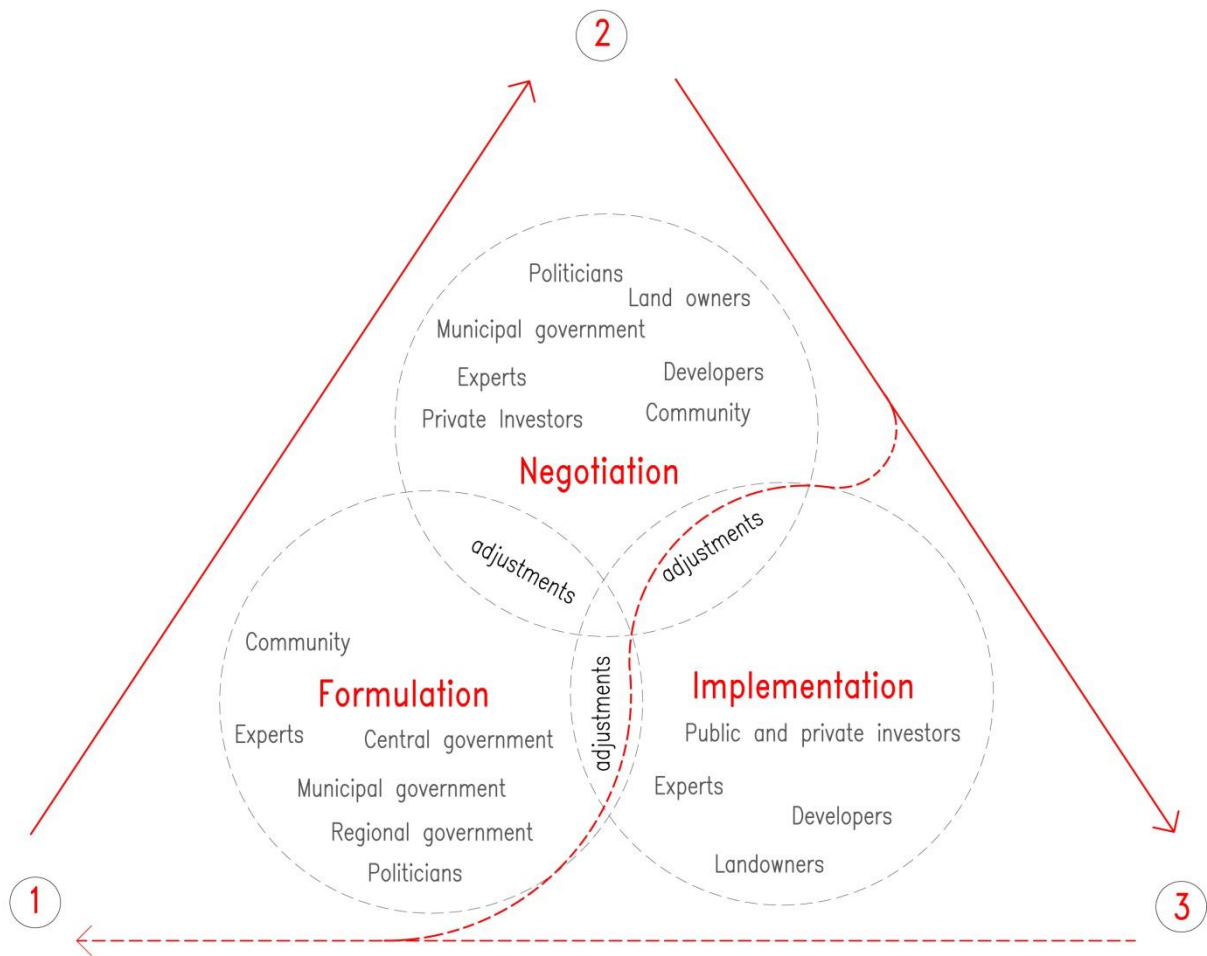 2
Politicians
Land owners
Municipal government
Experts
Developers
Private Investors
Community
Negotiation
adjustments
adjustments
adjustments
Community
Formulation
Experts
Central government
Municipal government
Regional government
Politicians
Implementation
Public and private investors
Experts
Developers
Landowners
1
3